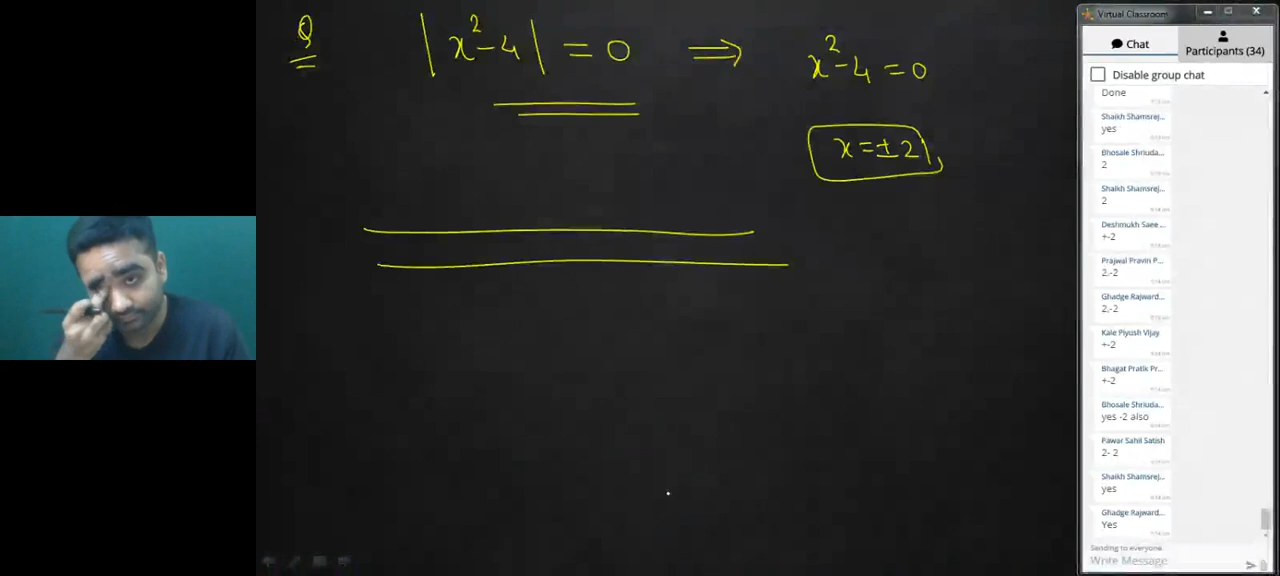 Q |x²-4| = 0 ⟹ x²-4 = 0
x = ±2,
Virtual Classroom
Chat
Participants (34)
Disable group chat
Done
Shaikh Shamsrej...
yes
Bhosale Shriuda...
2
Shaikh Shamsrej...
2
Deshmukh Saee ...
+-2
Prajwal Pravin P...
2,-2
Ghadge Rajward...
2,-2
Kale Piyush Vijay
+-2
Bhagat Pratik Pr...
+-2
Bhosale Shriuda...
yes -2 also
Pawar Sahil Satish
2- 2
Shaikh Shamsrej...
yes
Ghadge Rajward...
Yes
Sending to everyone
Write Message